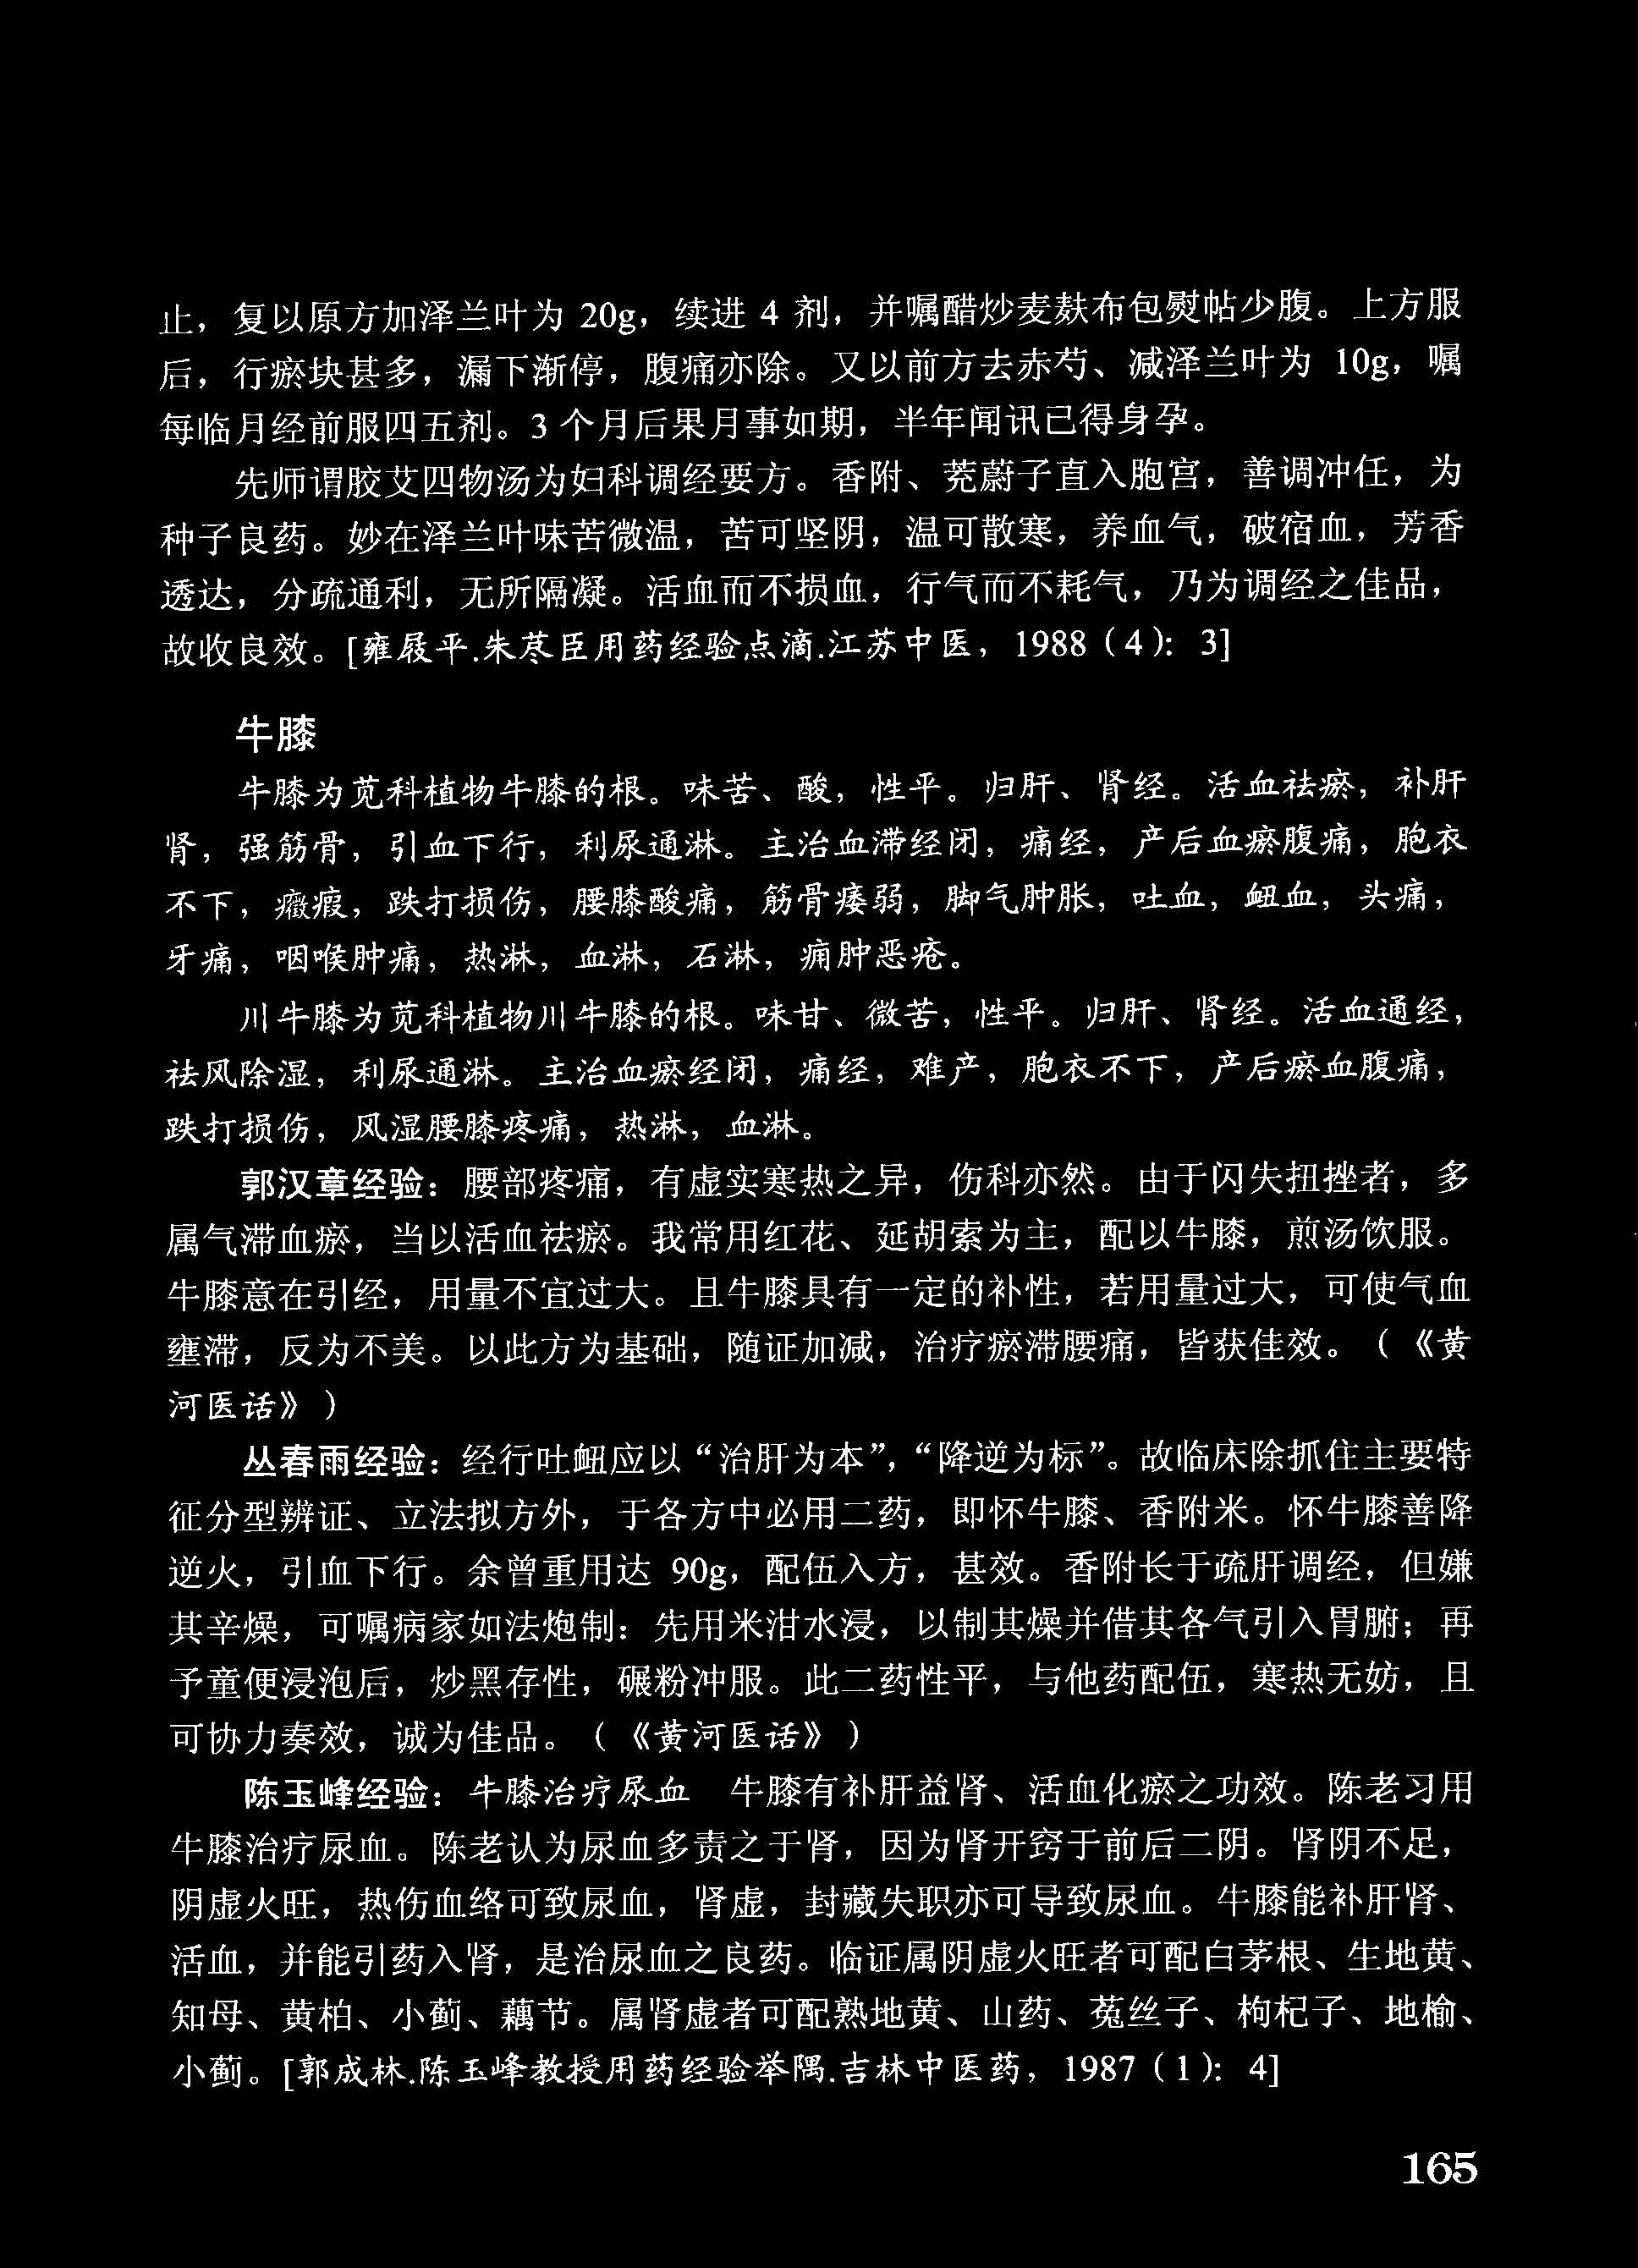 止，复以原方加泽兰叶为 20g，续进 4 剂，并嘱醋炒麦麸布包熨帖少腹。上方服
后，行瘀块甚多，漏下渐停，腹痛亦除。又以前方去赤芍、减泽兰叶为 10g，嘱
每临月经前服四五剂。3 个月后果月事如期，半年闻讯已得身孕。
先师谓胶艾四物汤为妇科调经要方。香附、茺蔚子直入胞宫，善调冲任，为
种子良药。妙在泽兰叶味苦微温，苦可坚阴，温可散寒，养血气，破宿血，芳香
透达，分疏通利，无所隔凝。活血而不损血，行气而不耗气，乃为调经之佳品，
故收良效。[雍展平.朱荩臣用药经验点滴.江苏中医，1988（4）：3]
牛膝
牛膝为苋科植物牛膝的根。味苦、酸，性平。归肝、肾经。活血祛瘀，补肝
肾，强筋骨，引血下行，利尿通淋。主治血滞经闭，痛经，产后血瘀腹痛，胞衣
不下，癥瘕，跌打损伤，腰膝酸痛，筋骨痿弱，脚气肿胀，吐血，衄血，头痛，
牙痛，咽喉肿痛，热淋，血淋，石淋，痈肿恶疮。
川牛膝为苋科植物川牛膝的根。味甘、微苦，性平。归肝、肾经。活血通经，
祛风除湿，利尿通淋。主治血瘀经闭，痛经，难产，胞衣不下，产后瘀血腹痛，
跌打损伤，风湿腰膝疼痛，热淋，血淋。
郭汉章经验：腰部疼痛，有虚实寒热之异，伤科亦然。由于闪失扭挫者，多
属气滞血瘀，当以活血祛瘀。我常用红花、延胡索为主，配以牛膝，煎汤饮服。
牛膝意在引经，用量不宜过大。且牛膝具有一定的补性，若用量过大，可使气血
壅滞，反为不美。以此方为基础，随证加减，治疗瘀滞腰痛，皆获佳效。（《黄
河医话》）
丛春雨经验：经行吐衄应以“治肝为本”，“降逆为标”。故临床除抓住主要特
征分型辨证、立法拟方外，于各方中必用二药，即怀牛膝、香附米。怀牛膝善降
逆火，引血下行。余曾重用达 90g，配伍入方，甚效。香附长于疏肝调经，但嫌
其辛燥，可嘱病家如法炮制：先用米泔水浸，以制其燥并借其各气引入胃腑；再
予童便浸泡后，炒黑存性，碾粉冲服。此二药性平，与他药配伍，寒热无妨，且
可协力奏效，诚为佳品。（《黄河医话》）
陈玉峰经验：牛膝治疗尿血　牛膝有补肝益肾、活血化瘀之功效。陈老习用
牛膝治疗尿血。陈老认为尿血多责之于肾，因为肾开窍于前后二阴。肾阴不足，
阴虚火旺，热伤血络可致尿血，肾虚，封藏失职亦可导致尿血。牛膝能补肝肾、
活血，并能引药入肾，是治尿血之良药。临证属阴虚火旺者可配白茅根、生地黄、
知母、黄柏、小蓟、藕节。属肾虚者可配熟地黄、山药、菟丝子、枸杞子、地榆、
小蓟。[郭成林.陈玉峰教授用药经验举隅.吉林中医药，1987（1）：4]
165